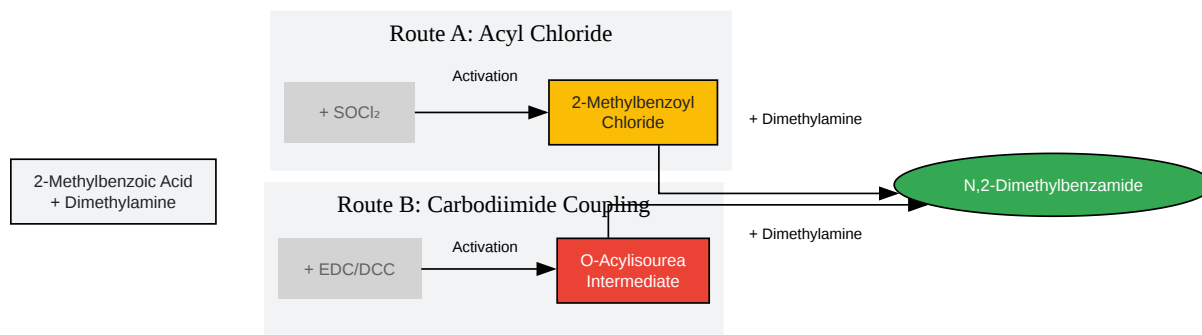 Route A: Acyl Chloride
Activation
+ SOCl₂
2-Methylbenzoyl
Chloride
+ Dimethylamine
2-Methylbenzoic Acid
+ Dimethylamine
N,2-Dimethylbenzamide
Route B: Carbodiimide Coupling
+ Dimethylamine
Activation
+ EDC/DCC
O-Acylisourea
Intermediate